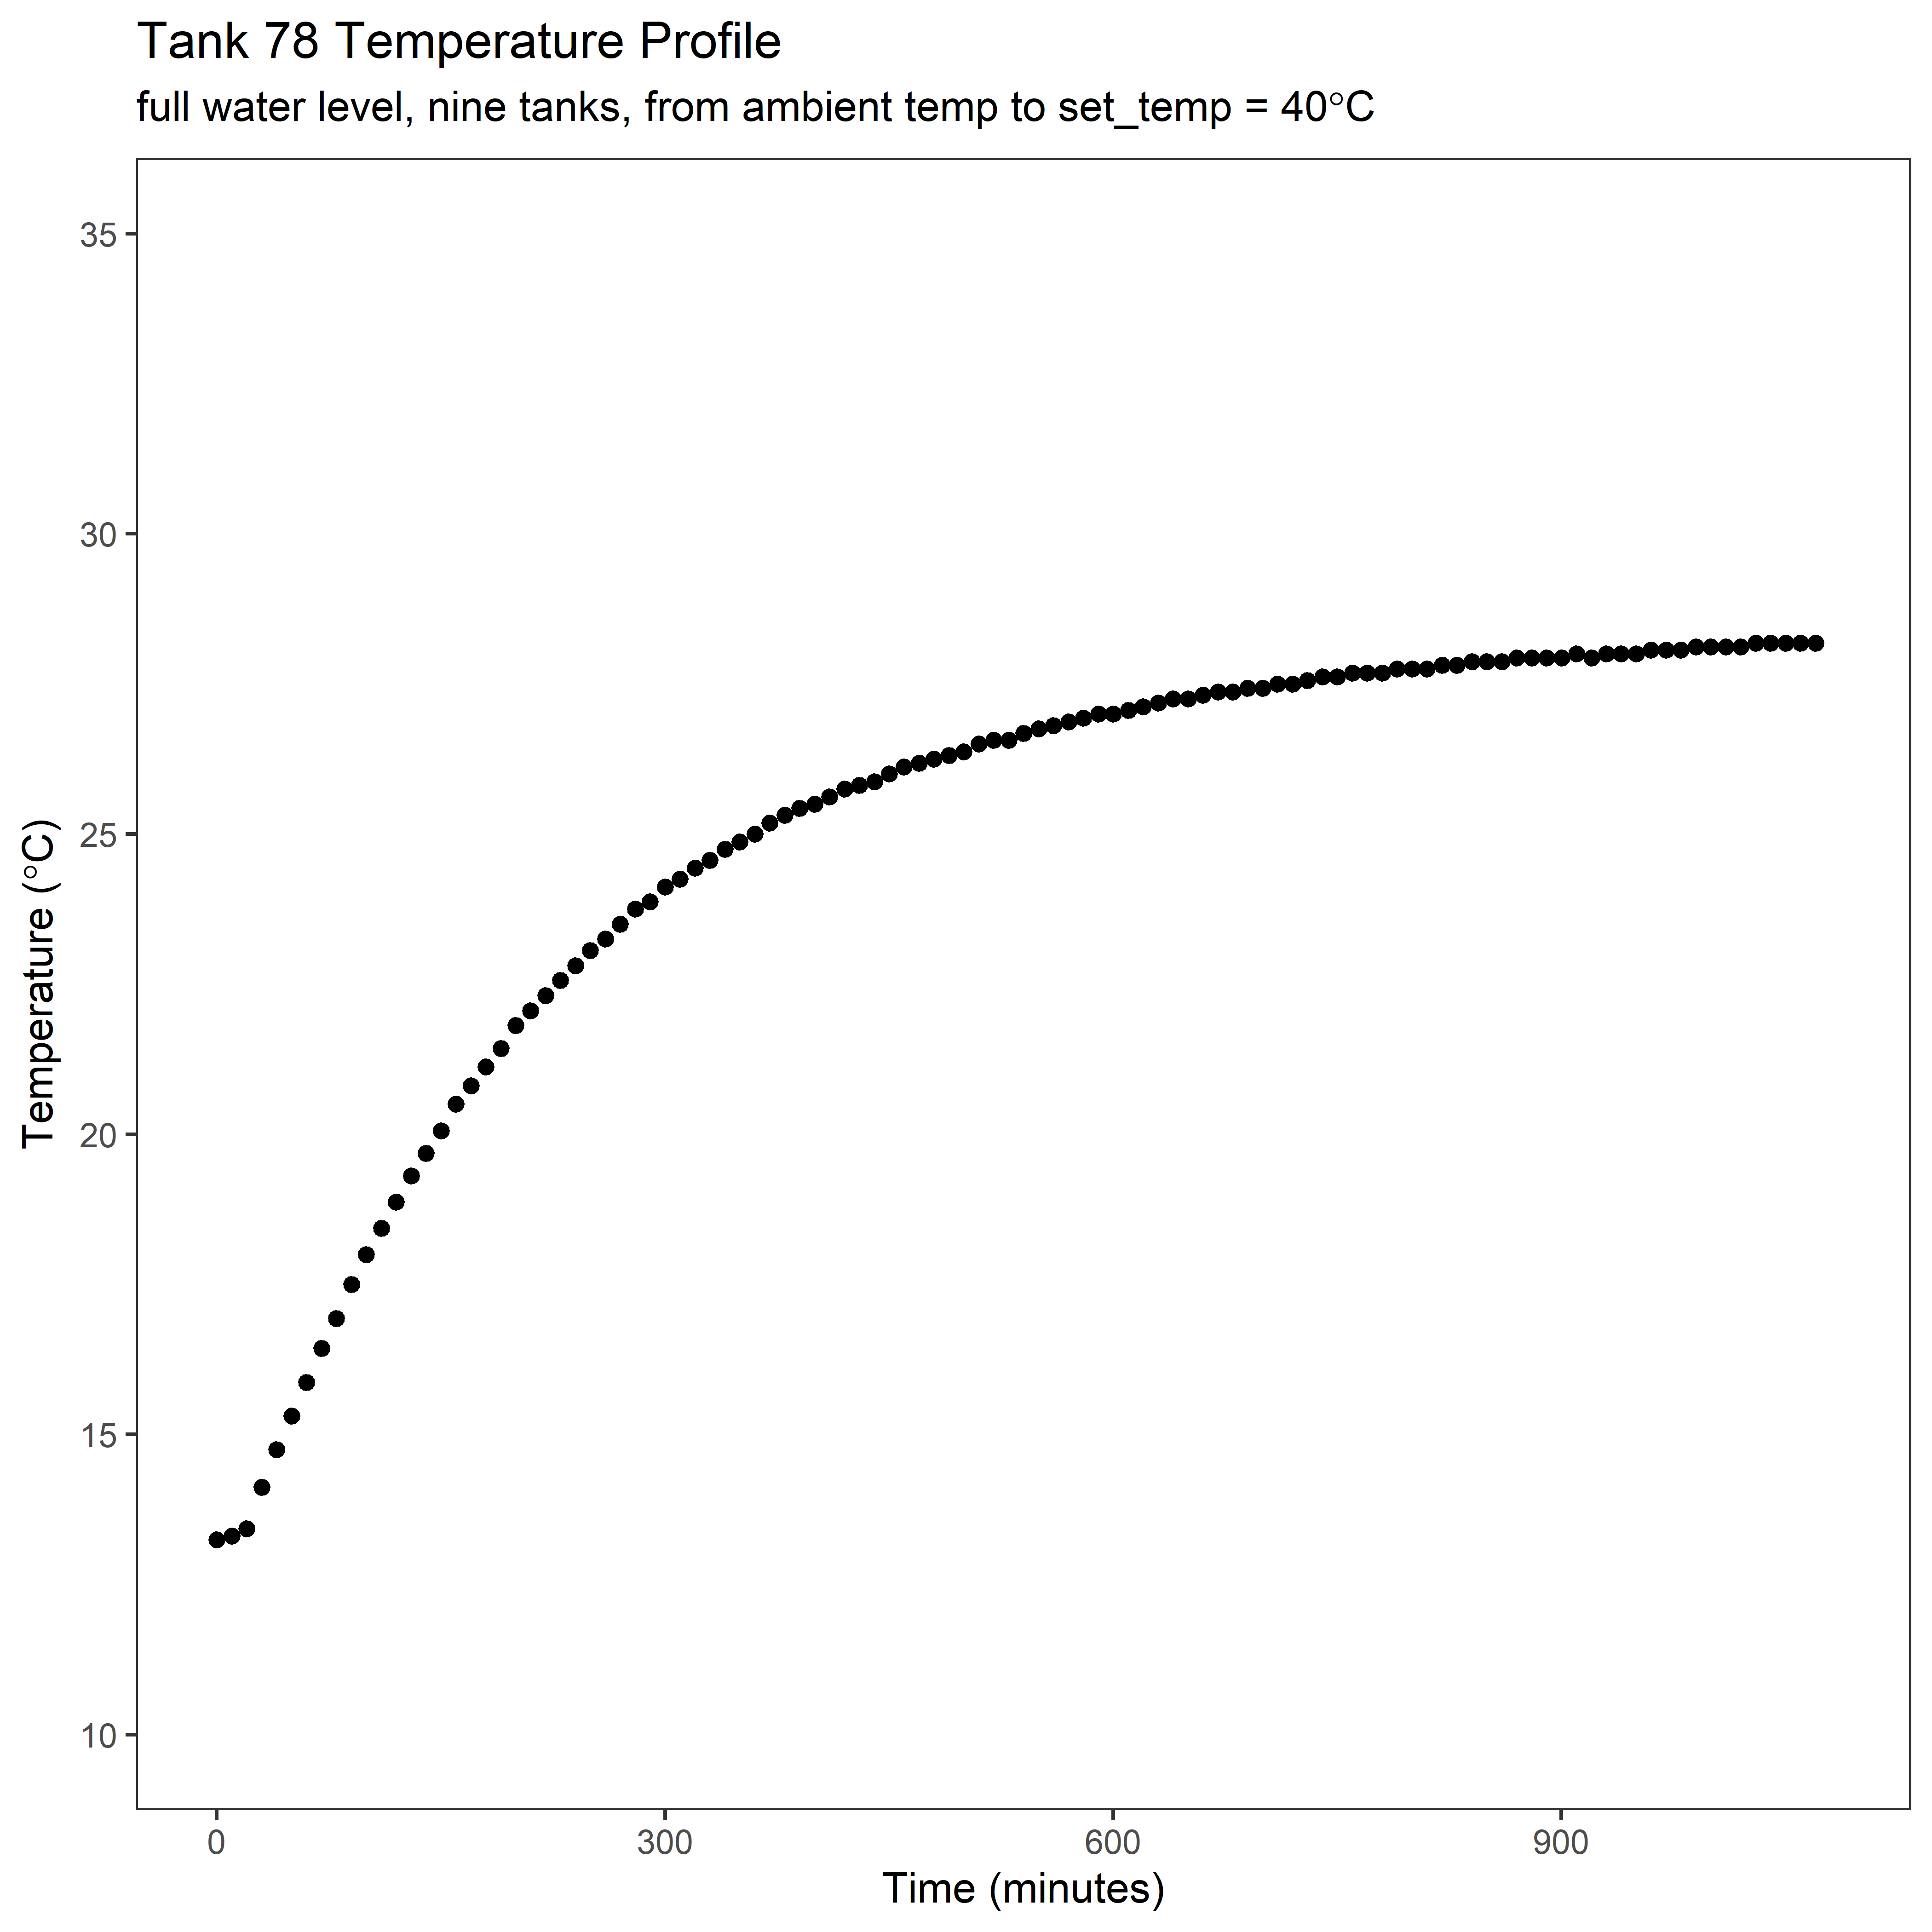 Tank 78 Temperature Profile
full water level, nine tanks, from ambient temp to set_temp = 40°C
35
30
25
20
15
10
Temperature (°C)
0 300 600 900
Time (minutes)